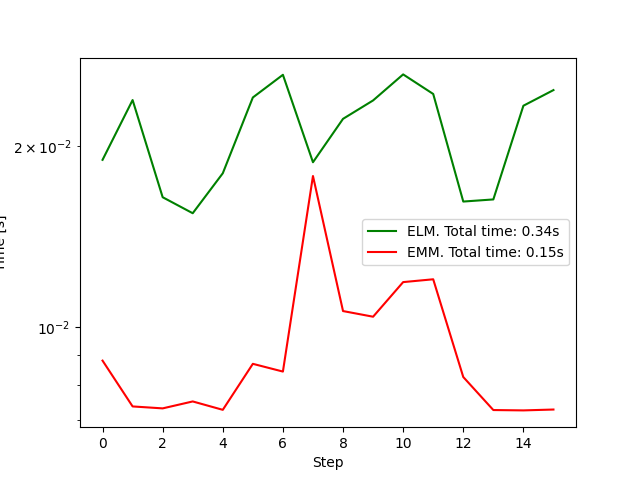 2 × 10⁻²
10⁻²
Time [s]
ELM. Total time: 0.34s
EMM. Total time: 0.15s
0 2 4 6 8 10 12 14
Step